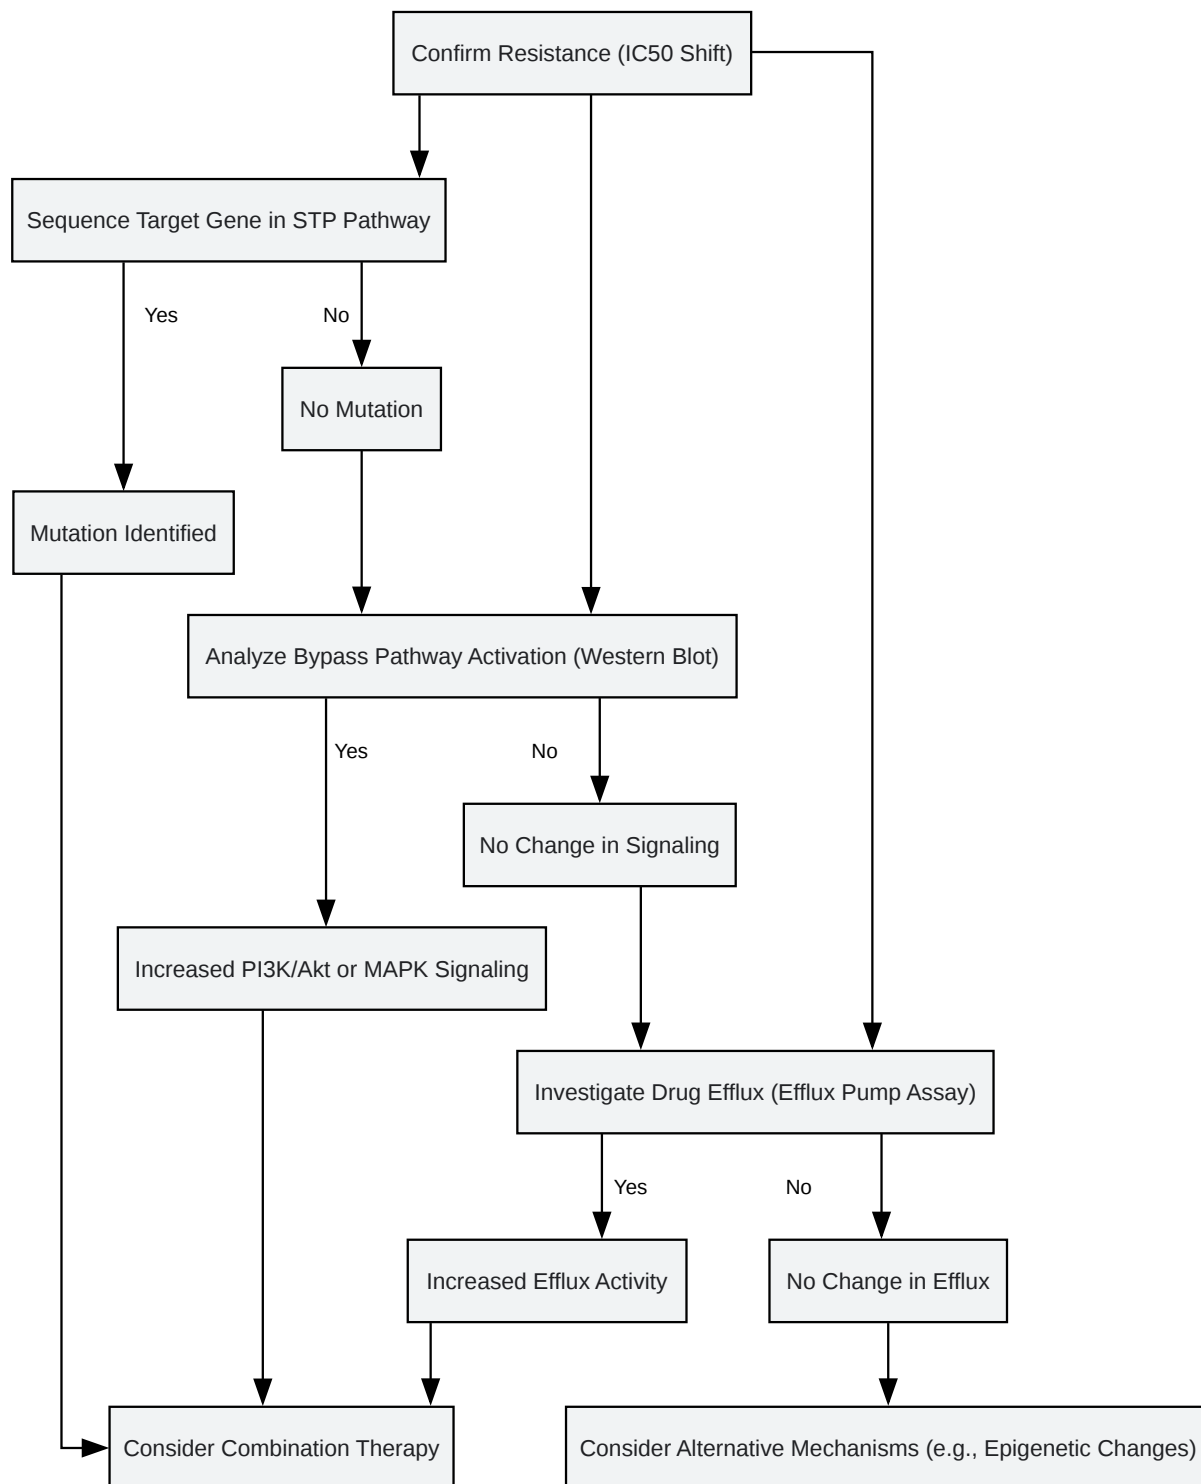 Confirm Resistance (IC50 Shift)
Sequence Target Gene in STP Pathway
Yes
No
No Mutation
Mutation Identified
Analyze Bypass Pathway Activation (Western Blot)
Yes
No
No Change in Signaling
Increased PI3K/Akt or MAPK Signaling
Investigate Drug Efflux (Efflux Pump Assay)
Yes
No
Increased Efflux Activity
No Change in Efflux
Consider Combination Therapy
Consider Alternative Mechanisms (e.g., Epigenetic Changes)